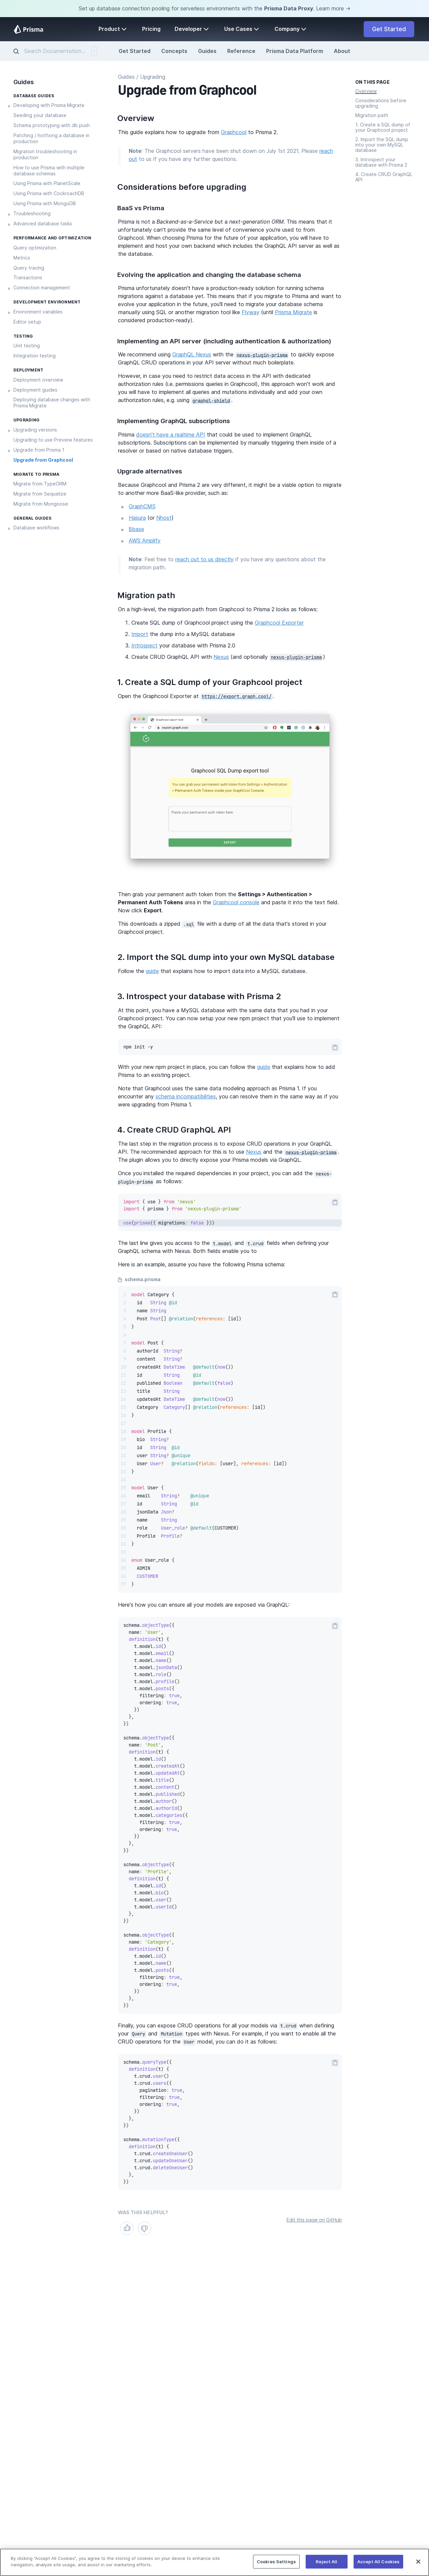 Set up database connection pooling for serverless environments with the Prisma Data Proxy. Learn more →
Prisma
Product
Pricing
Developer
Use Cases
Company
Get Started
Search Documentation...
/
Get Started
Concepts
Guides
Reference
Prisma Data Platform
About
Guides
DATABASE GUIDES
Developing with Prisma Migrate
Seeding your database
Schema prototyping with db push
Patching / hotfixing a database in
production
Migration troubleshooting in
production
How to use Prisma with multiple
database schemas
Using Prisma with PlanetScale
Using Prisma with CockroachDB
Using Prisma with MongoDB
Troubleshooting
Advanced database tasks
PERFORMANCE AND OPTIMIZATION
Query optimization
Metrics
Query tracing
Transactions
Connection management
DEVELOPMENT ENVIRONMENT
Environment variables
Editor setup
TESTING
Unit testing
Integration testing
DEPLOYMENT
Deployment overview
Deployment guides
Deploying database changes with
Prisma Migrate
UPGRADING
Upgrading versions
Upgrading to use Preview features
Upgrade from Prisma 1
Upgrade from Graphcool
MIGRATE TO PRISMA
Migrate from TypeORM
Migrate from Sequelize
Migrate from Mongoose
GENERAL GUIDES
Database workflows
Guides / Upgrading
Upgrade from Graphcool
Overview
This guide explains how to upgrade from Graphcool to Prisma 2.
Note: The Graphcool servers have been shut down on July 1st 2021. Please reach
out to us if you have any further questions.
Considerations before upgrading
BaaS vs Prisma
Prisma is not a Backend-as-a-Service but a next-generation ORM. This means that it
can't be used as a 1-to-1 replacement for what you're currently used to from
Graphcool. When choosing Prisma for the future of your application, you will have to
implement and host your own backend which includes the GraphQL API server as well as
the database.
Evolving the application and changing the database schema
Prisma unfortunately doesn't have a production-ready solution for performing
migrations against a database yet. This means that if you migrate to Prisma and want to
evolve your application in the future, you'll need to migrate your database schema
manually using SQL or another migration tool like Flyway (until Prisma Migrate is
considered production-ready).
Implementing an API server (including authentication & authorization)
We recommend using GraphQL Nexus with the nexus-plugin-prisma to quickly expose
GraphQL CRUD operations in your API server without much boilerplate.
However, in case you need to restrict data access in the API with dedicated
authorization rules (i.e. permissions), the CRUD operations often aren't enough and
you will need to implement all queries and mutations individually and add your own
authorization rules, e.g. using graphql-shield.
Implementing GraphQL subscriptions
Prisma doesn't have a realtime API that could be used to implement GraphQL
subscriptions. Subscriptions can be implemented by manually triggering them inside of a
resolver or based on native database triggers.
Upgrade alternatives
Because Graphcool and Prisma 2 are very different, it might be a viable option to migrate
to another BaaS-like provider, such as:
GraphCMS
Hasura (or Nhost)
8base
AWS Amplify
Note: Feel free to reach out to us directly if you have any questions about the
migration path.
Migration path
On a high-level, the migration path from Graphcool to Prisma 2 looks as follows:
1. Create SQL dump of Graphcool project using the Graphcool Exporter
2. Import the dump into a MySQL database
3. Introspect your database with Prisma 2.0
4. Create CRUD GraphQL API with Nexus (and optionally nexus-plugin-prisma)
1. Create a SQL dump of your Graphcool project
Open the Graphcool Exporter at https://export.graph.cool/.
Graphcool SQL Dump export tool
You can grab your permanent auth token from Settings > Authentication
> Permanent Auth Tokens inside your GraphCool Console.
Paste your permanent auth token here
EXPORT
Then grab your permanent auth token from the Settings > Authentication >
Permanent Auth Tokens area in the Graphcool console and paste it into the text field.
Now click Export.
This downloads a zipped .sql file with a dump of all the data that's stored in your
Graphcool project.
2. Import the SQL dump into your own MySQL database
Follow the guide that explains how to import data into a MySQL database.
3. Introspect your database with Prisma 2
At this point, you have a MySQL database with the same data that you had in your
Graphcool project. You can now setup your new npm project that you'll use to implement
the GraphQL API:
npm init -y
With your new npm project in place, you can follow the guide that explains how to add
Prisma to an existing project.
Note that Graphcool uses the same data modeling approach as Prisma 1. If you
encounter any schema incompatibilities, you can resolve them in the same way as if you
were upgrading from Prisma 1.
4. Create CRUD GraphQL API
The last step in the migration process is to expose CRUD operations in your GraphQL
API. The recommended approach for this is to use Nexus and the nexus-plugin-prisma.
The plugin allows you to directly expose your Prisma models via GraphQL.
Once you installed the required dependencies in your project, you can add the nexus-
plugin-prisma as follows:
import { use } from 'nexus'
import { prisma } from 'nexus-plugin-prisma'
use(prisma({ migrations: false }))
The last line gives you access to the t.model and t.crud fields when defining your
GraphQL schema with Nexus. Both fields enable you to
Here is an example, assume you have the following Prisma schema:
schema.prisma
model Category {
id String @id
name String
Post Post[] @relation(references: [id])
}
model Post {
authorId String?
content String?
createdAt DateTime @default(now())
id String @id
published Boolean @default(false)
title String
updatedAt DateTime @default(now())
Category Category[] @relation(references: [id])
}
model Profile {
bio String?
id String @id
user String? @unique
User User? @relation(fields: [user], references: [id])
}
model User {
email String? @unique
id String @id
jsonData Json?
name String
role User_role? @default(CUSTOMER)
Profile Profile?
}
enum User_role {
ADMIN
CUSTOMER
}
Here's how you can ensure all your models are exposed via GraphQL:
schema.objectType({
name: 'User',
definition(t) {
t.model.id()
t.model.email()
t.model.name()
t.model.jsonData()
t.model.role()
t.model.profile()
t.model.posts({
filtering: true,
ordering: true,
})
},
})
schema.objectType({
name: 'Post',
definition(t) {
t.model.id()
t.model.createdAt()
t.model.updatedAt()
t.model.title()
t.model.content()
t.model.published()
t.model.author()
t.model.authorId()
t.model.categories({
filtering: true,
ordering: true,
})
},
})
schema.objectType({
name: 'Profile',
definition(t) {
t.model.id()
t.model.bio()
t.model.user()
t.model.userId()
},
})
schema.objectType({
name: 'Category',
definition(t) {
t.model.id()
t.model.name()
t.model.posts({
filtering: true,
ordering: true,
})
},
})
Finally, you can expose CRUD operations for all your models via t.crud when defining
your Query and Mutation types with Nexus. For example, if you want to enable all the
CRUD operations for the User model, you can do it as follows:
schema.queryType({
definition(t) {
t.crud.user()
t.crud.users({
pagination: true,
filtering: true,
ordering: true,
})
},
})
schema.mutationType({
definition(t) {
t.crud.createOneUser()
t.crud.updateOneUser()
t.crud.deleteOneUser()
},
})
WAS THIS HELPFUL?
Edit this page on GitHub
ON THIS PAGE
Overview
Considerations before
upgrading
Migration path
1. Create a SQL dump of
your Graphcool project
2. Import the SQL dump
into your own MySQL
database
3. Introspect your
database with Prisma 2
4. Create CRUD GraphQL
API
By clicking "Accept All Cookies", you agree to the storing of cookies on your device to enhance site
navigation, analyze site usage, and assist in our marketing efforts.
Cookies Settings
Reject All
Accept All Cookies